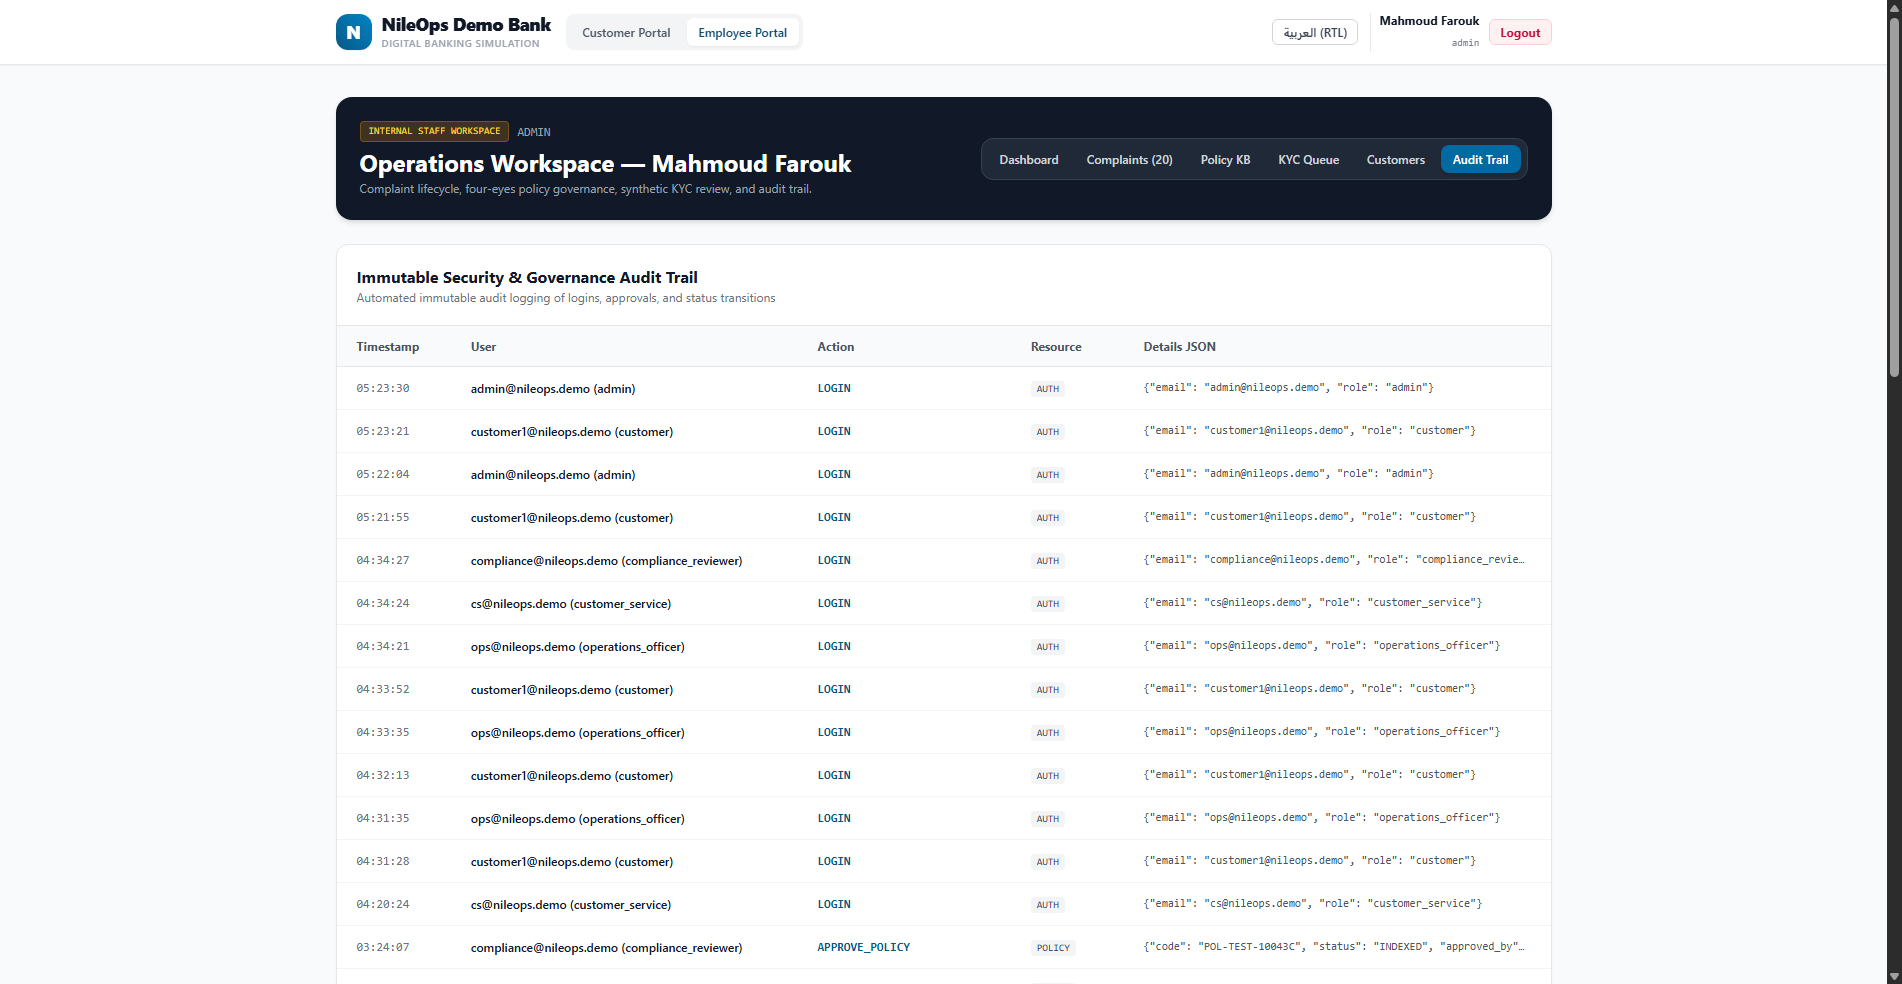 N NileOps Demo Bank
DIGITAL BANKING SIMULATION
Customer Portal Employee Portal
العربية (RTL)
Mahmoud Farouk
admin
Logout
INTERNAL STAFF WORKSPACE ADMIN
Operations Workspace — Mahmoud Farouk
Complaint lifecycle, four-eyes policy governance, synthetic KYC review, and audit trail.
Dashboard Complaints (20) Policy KB KYC Queue Customers Audit Trail
Immutable Security & Governance Audit Trail
Automated immutable audit logging of logins, approvals, and status transitions
Timestamp User Action Resource Details JSON
05:23:30 admin@nileops.demo (admin) LOGIN AUTH {"email": "admin@nileops.demo", "role": "admin"}
05:23:21 customer1@nileops.demo (customer) LOGIN AUTH {"email": "customer1@nileops.demo", "role": "customer"}
05:22:04 admin@nileops.demo (admin) LOGIN AUTH {"email": "admin@nileops.demo", "role": "admin"}
05:21:55 customer1@nileops.demo (customer) LOGIN AUTH {"email": "customer1@nileops.demo", "role": "customer"}
04:34:27 compliance@nileops.demo (compliance_reviewer) LOGIN AUTH {"email": "compliance@nileops.demo", "role": "compliance_revie…
04:34:24 cs@nileops.demo (customer_service) LOGIN AUTH {"email": "cs@nileops.demo", "role": "customer_service"}
04:34:21 ops@nileops.demo (operations_officer) LOGIN AUTH {"email": "ops@nileops.demo", "role": "operations_officer"}
04:33:52 customer1@nileops.demo (customer) LOGIN AUTH {"email": "customer1@nileops.demo", "role": "customer"}
04:33:35 ops@nileops.demo (operations_officer) LOGIN AUTH {"email": "ops@nileops.demo", "role": "operations_officer"}
04:32:13 customer1@nileops.demo (customer) LOGIN AUTH {"email": "customer1@nileops.demo", "role": "customer"}
04:31:35 ops@nileops.demo (operations_officer) LOGIN AUTH {"email": "ops@nileops.demo", "role": "operations_officer"}
04:31:28 customer1@nileops.demo (customer) LOGIN AUTH {"email": "customer1@nileops.demo", "role": "customer"}
04:20:24 cs@nileops.demo (customer_service) LOGIN AUTH {"email": "cs@nileops.demo", "role": "customer_service"}
03:24:07 compliance@nileops.demo (compliance_reviewer) APPROVE_POLICY POLICY {"code": "POL-TEST-10043C", "status": "INDEXED", "approved_by"…